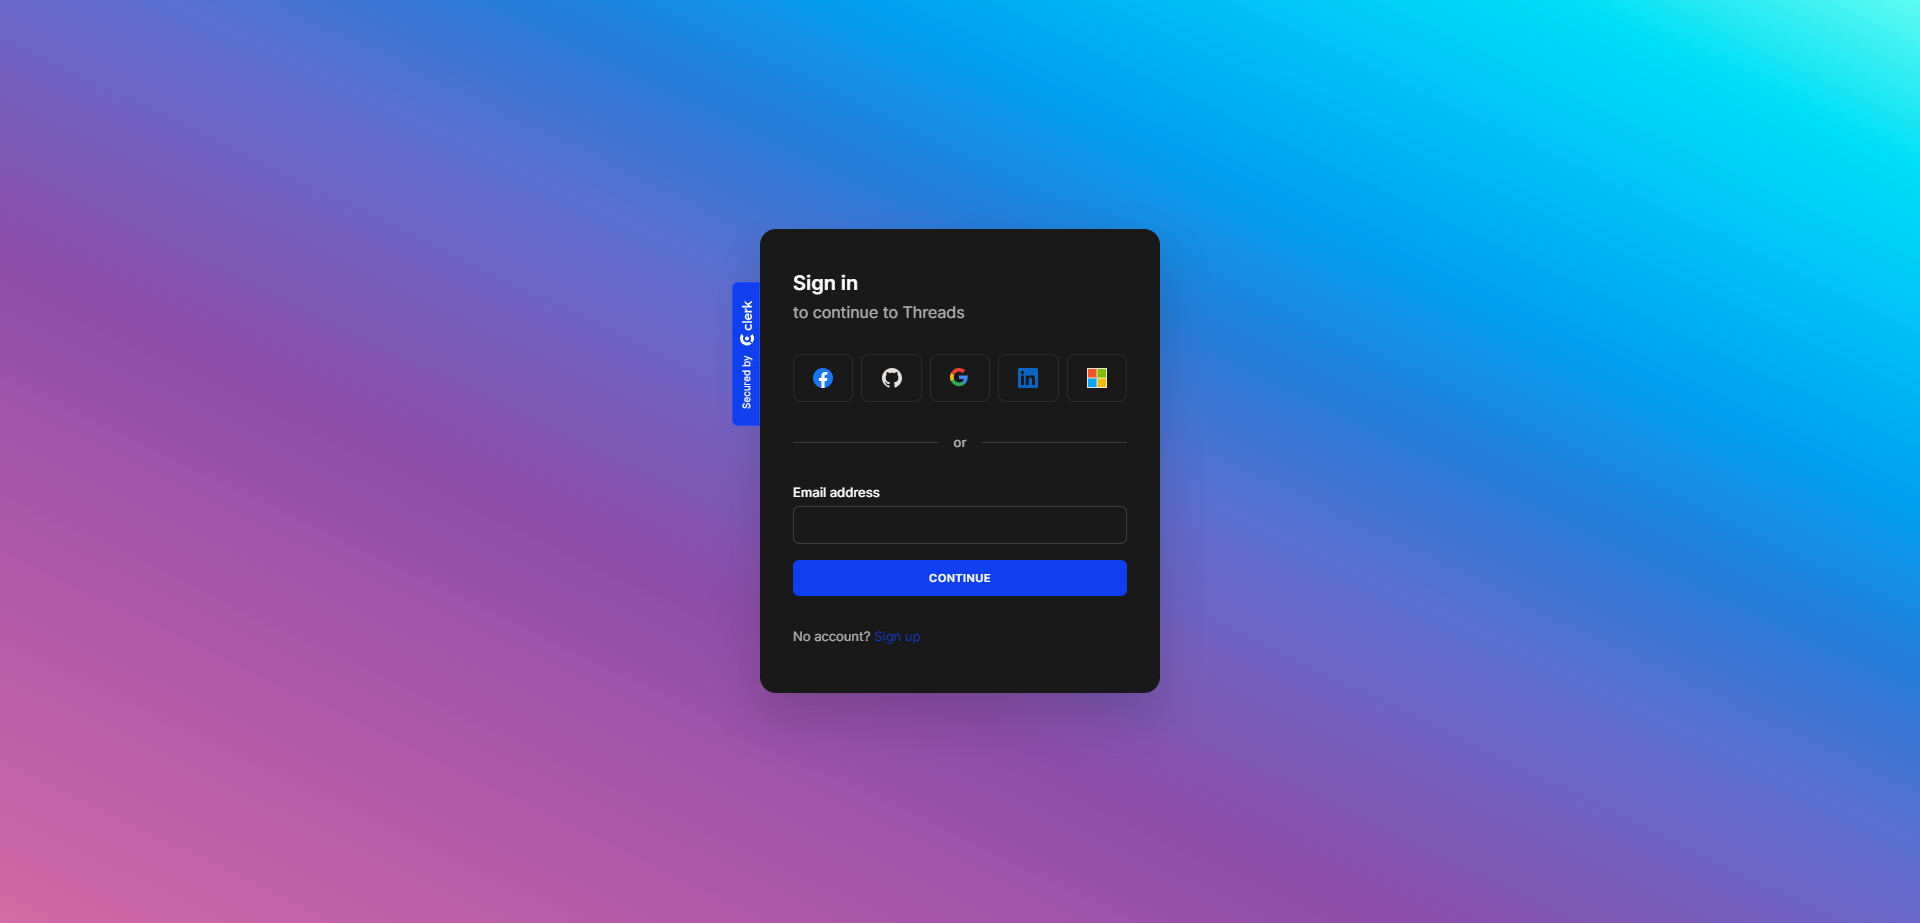 Sign in
to continue to Threads
Secured by clerk
or
Email address
CONTINUE
No account? Sign up